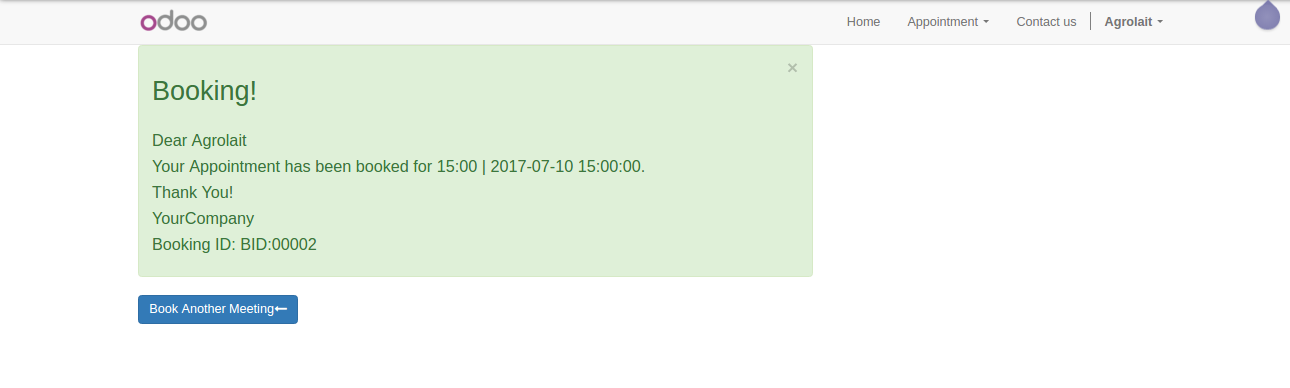 odoo
Home Appointment Contact us Agrolait
×
Booking!
Dear Agrolait
Your Appointment has been booked for 15:00 | 2017-07-10 15:00:00.
Thank You!
YourCompany
Booking ID: BID:00002
Book Another Meeting